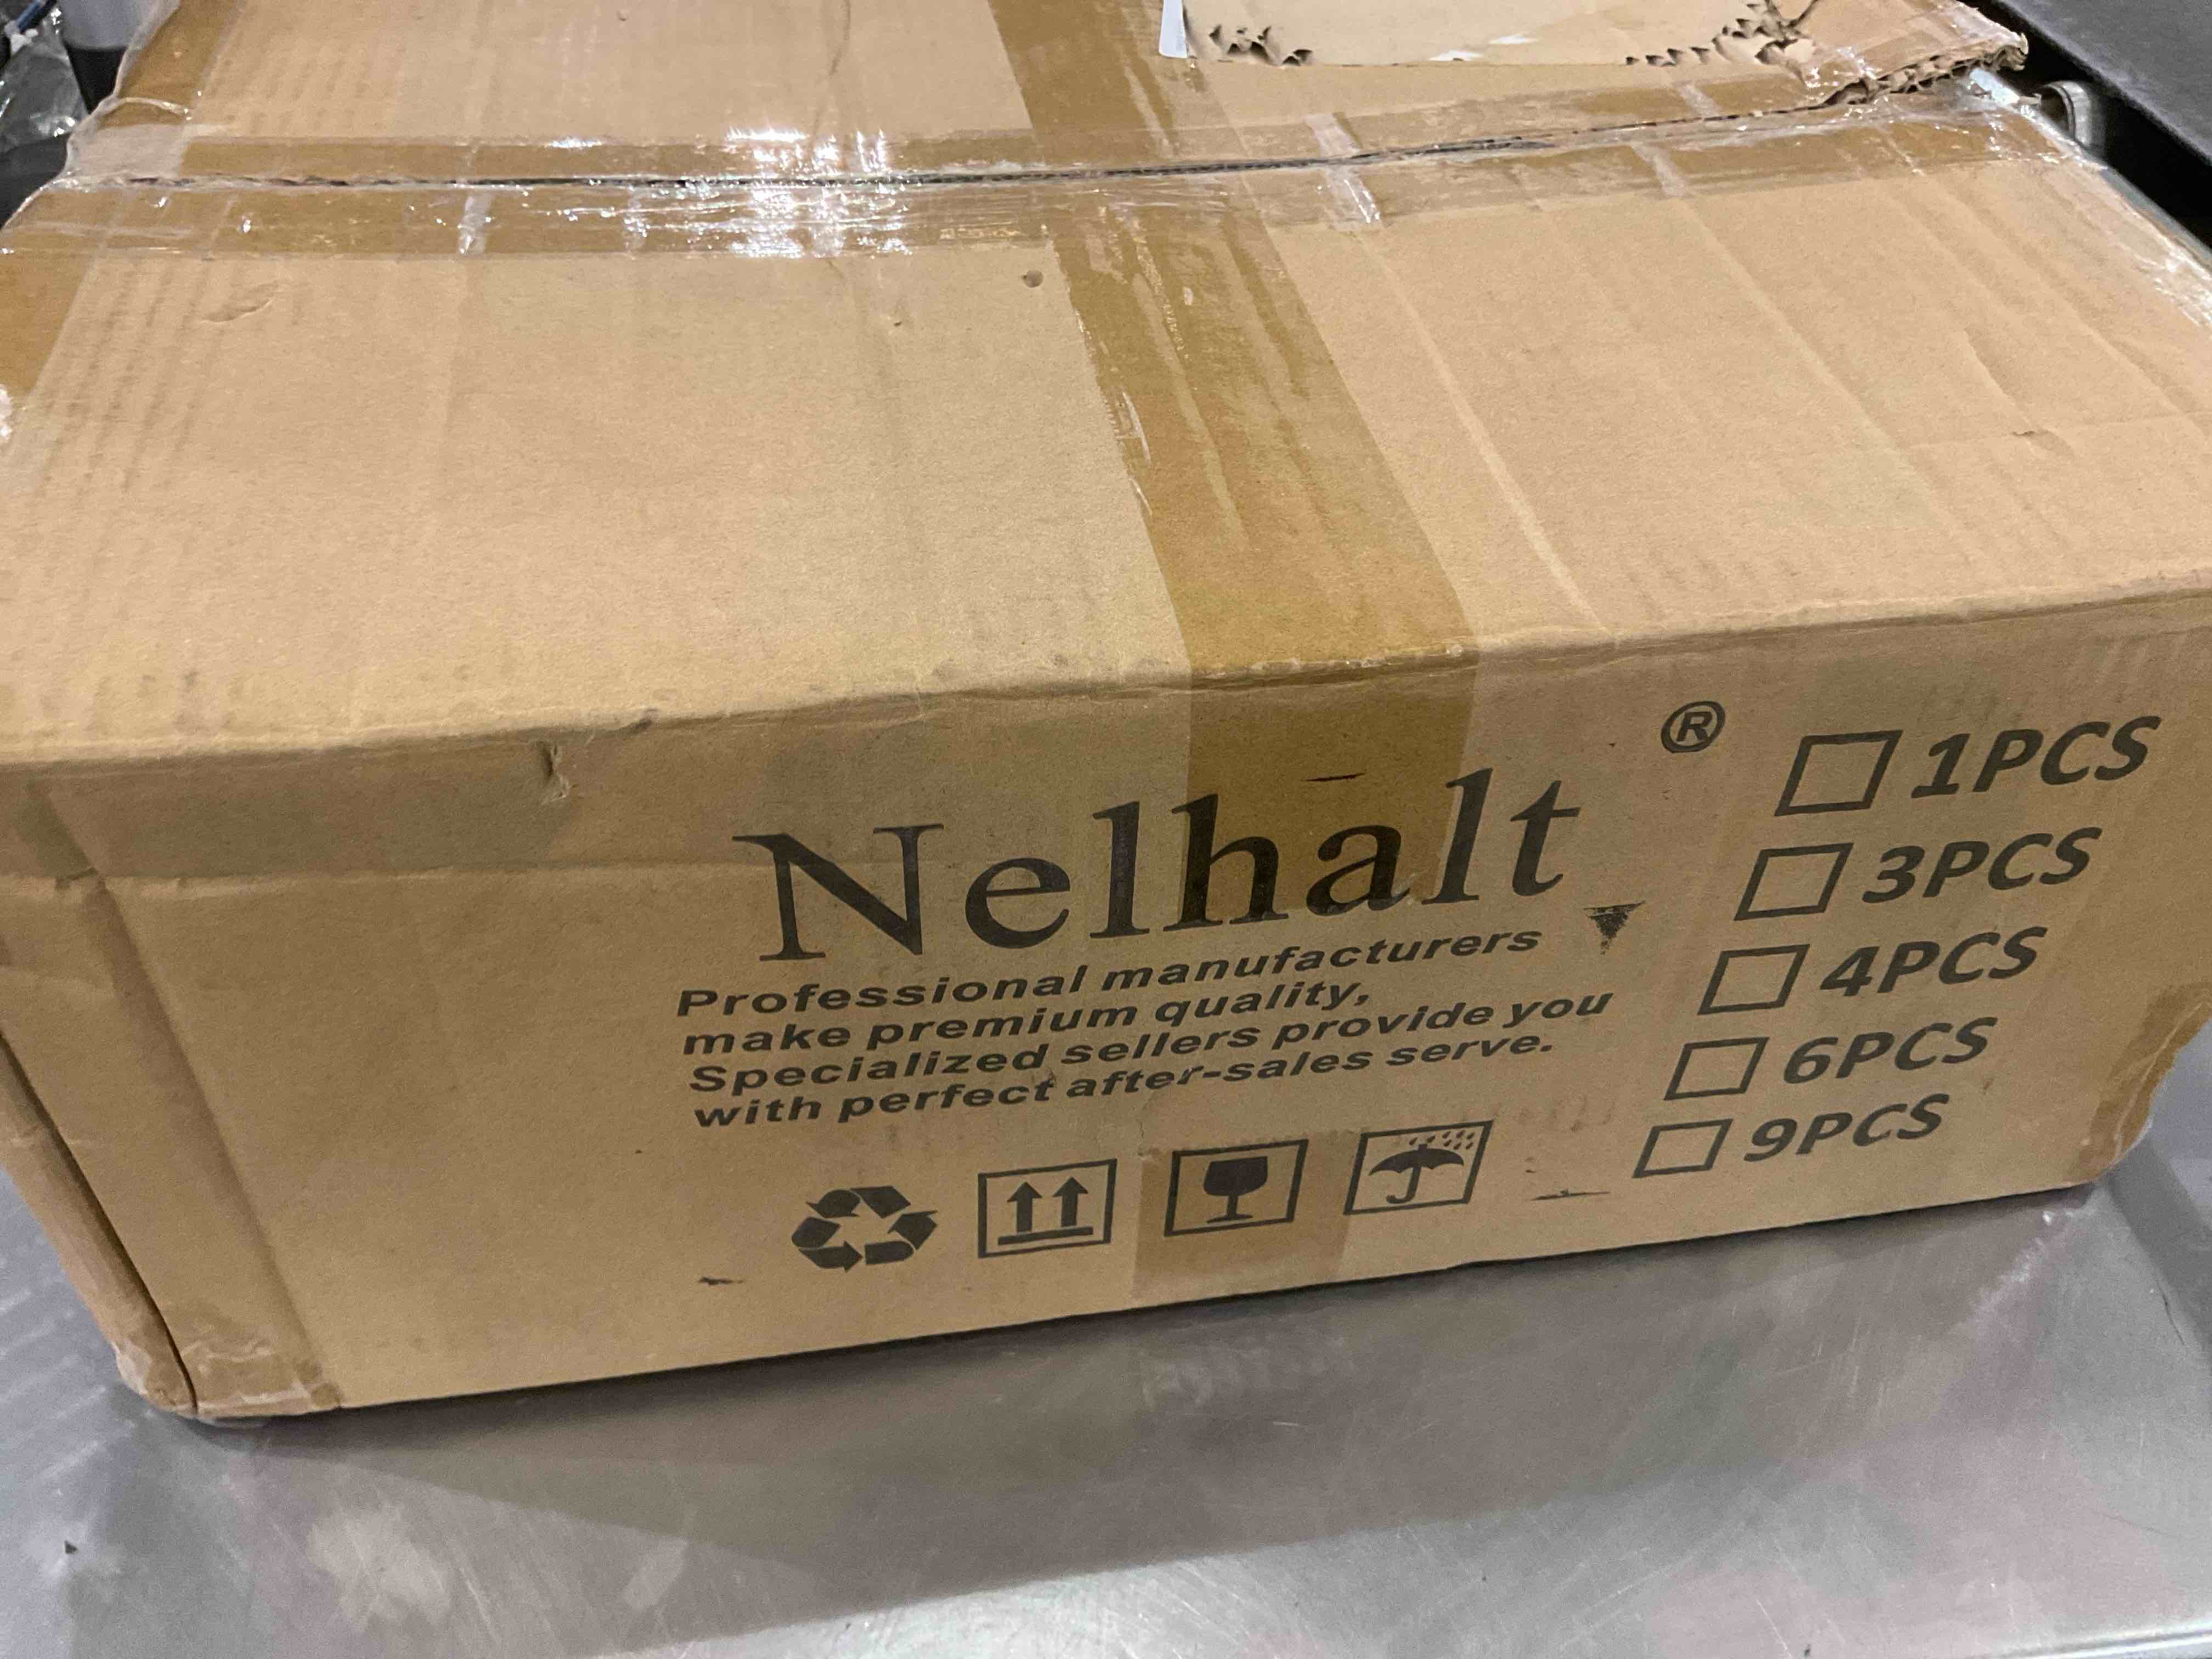 Nelhalt®
Professional manufacturers
make premium quality,
Specialized sellers provide you
with perfect after-sales serve.
1PCS
3PCS
4PCS
6PCS
9PCS